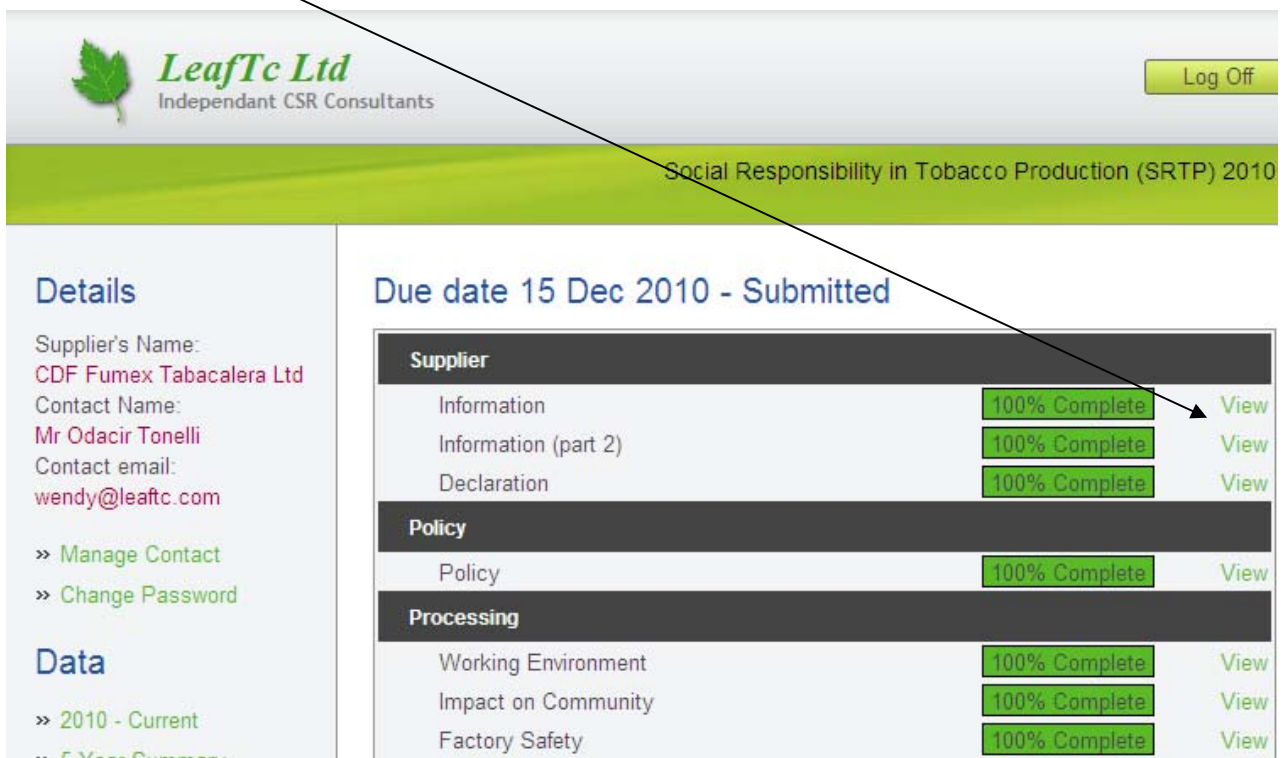 LeafTc Ltd
Independant CSR Consultants
Log Off
Social Responsibility in Tobacco Production (SRTP) 2010
Details
Supplier's Name:
CDF Fumex Tabacalera Ltd
Contact Name:
Mr Odacir Tonelli
Contact email:
wendy@leaftc.com
» Manage Contact
» Change Password
Data
» 2010 - Current
» 5 Year Summary
Due date 15 Dec 2010 - Submitted
Supplier
Information 100% Complete View
Information (part 2) 100% Complete View
Declaration 100% Complete View
Policy
Policy 100% Complete View
Processing
Working Environment 100% Complete View
Impact on Community 100% Complete View
Factory Safety 100% Complete View